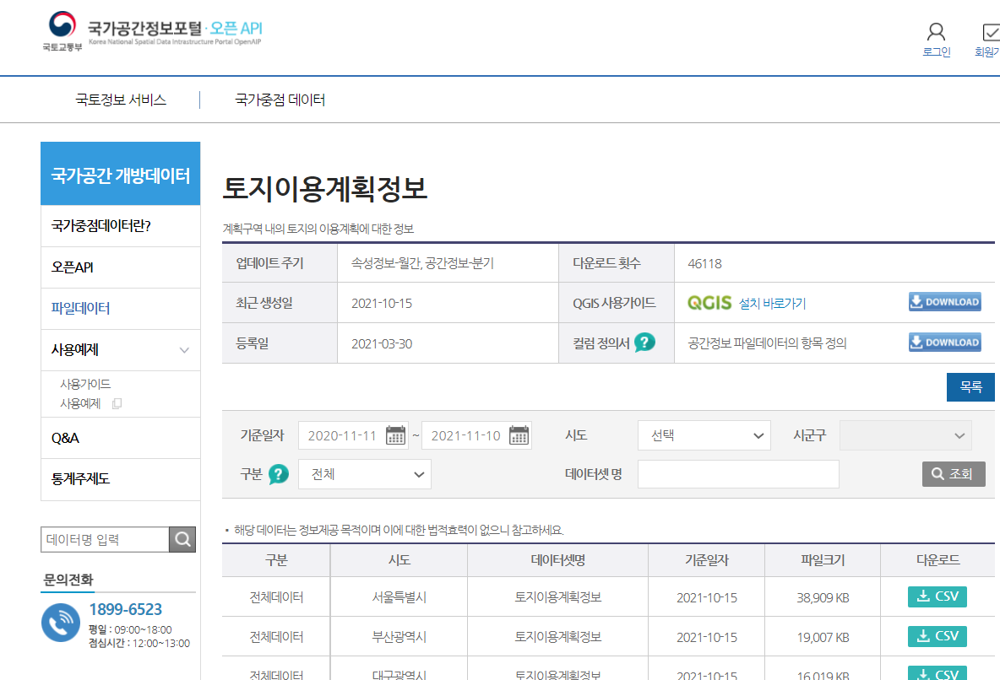 국토교통부
국가공간정보포털·오픈 API
Korea National Spatial Data Intrastructure Portal OpenAIP
로그인
국토정보 서비스
국가중점 데이터
국가공간 개방데이터
국가중점데이터란?
오픈API
파일데이터
사용예제
사용가이드
사용예제
Q&A
통계주제도
데이터명 입력
문의전화
1899-6523
평일 : 09:00~18:00
점심시간 : 12:00~13:00
토지이용계획정보
계획구역 내의 토지의 이용계획에 대한 정보
업데이트 주기 속성정보-월간, 공간정보-분기 다운로드 횟수 46118
최근 생성일 2021-10-15 QGIS 사용가이드 QGIS 설치 바로가기 DOWNLOAD
등록일 2021-03-30 컬럼 정의서 ? 공간정보 파일데이터의 항목 정의 DOWNLOAD
목록
기준일자 2020-11-11 ~ 2021-11-10 시도 선택 시군구
구분 ? 전체 데이터셋 명 조회
▪ 해당 데이터는 정보제공 목적이며 이에 대한 법적효력이 없으니 참고하세요.
구분 시도 데이터셋명 기준일자 파일크기 다운로드
전체데이터 서울특별시 토지이용계획정보 2021-10-15 38,909 KB CSV
전체데이터 부산광역시 토지이용계획정보 2021-10-15 19,007 KB CSV
전체데이터 대구광역시 토지이용계획정보 2021-10-15 16,019 KB CSV